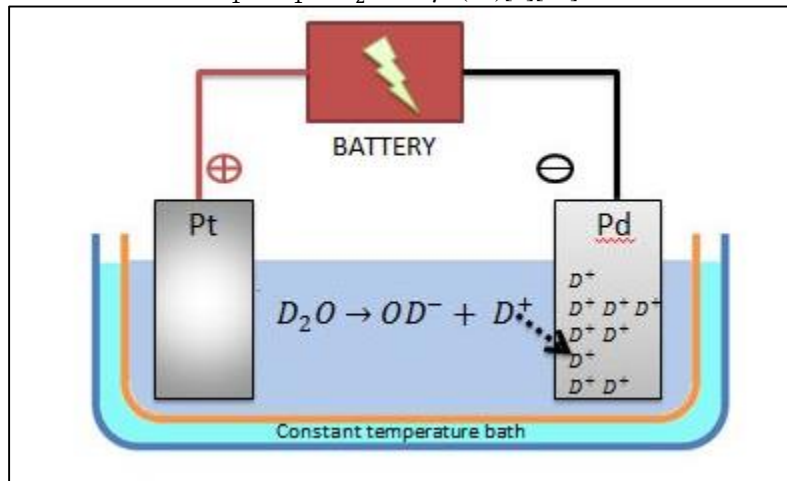 BATTERY
⊕ ⊖
Pt Pd
D⁺
D₂O → OD⁻ + D⁺ D⁺ D⁺ D⁺
D⁺ D⁺
D⁺
D⁺ D⁺
Constant temperature bath